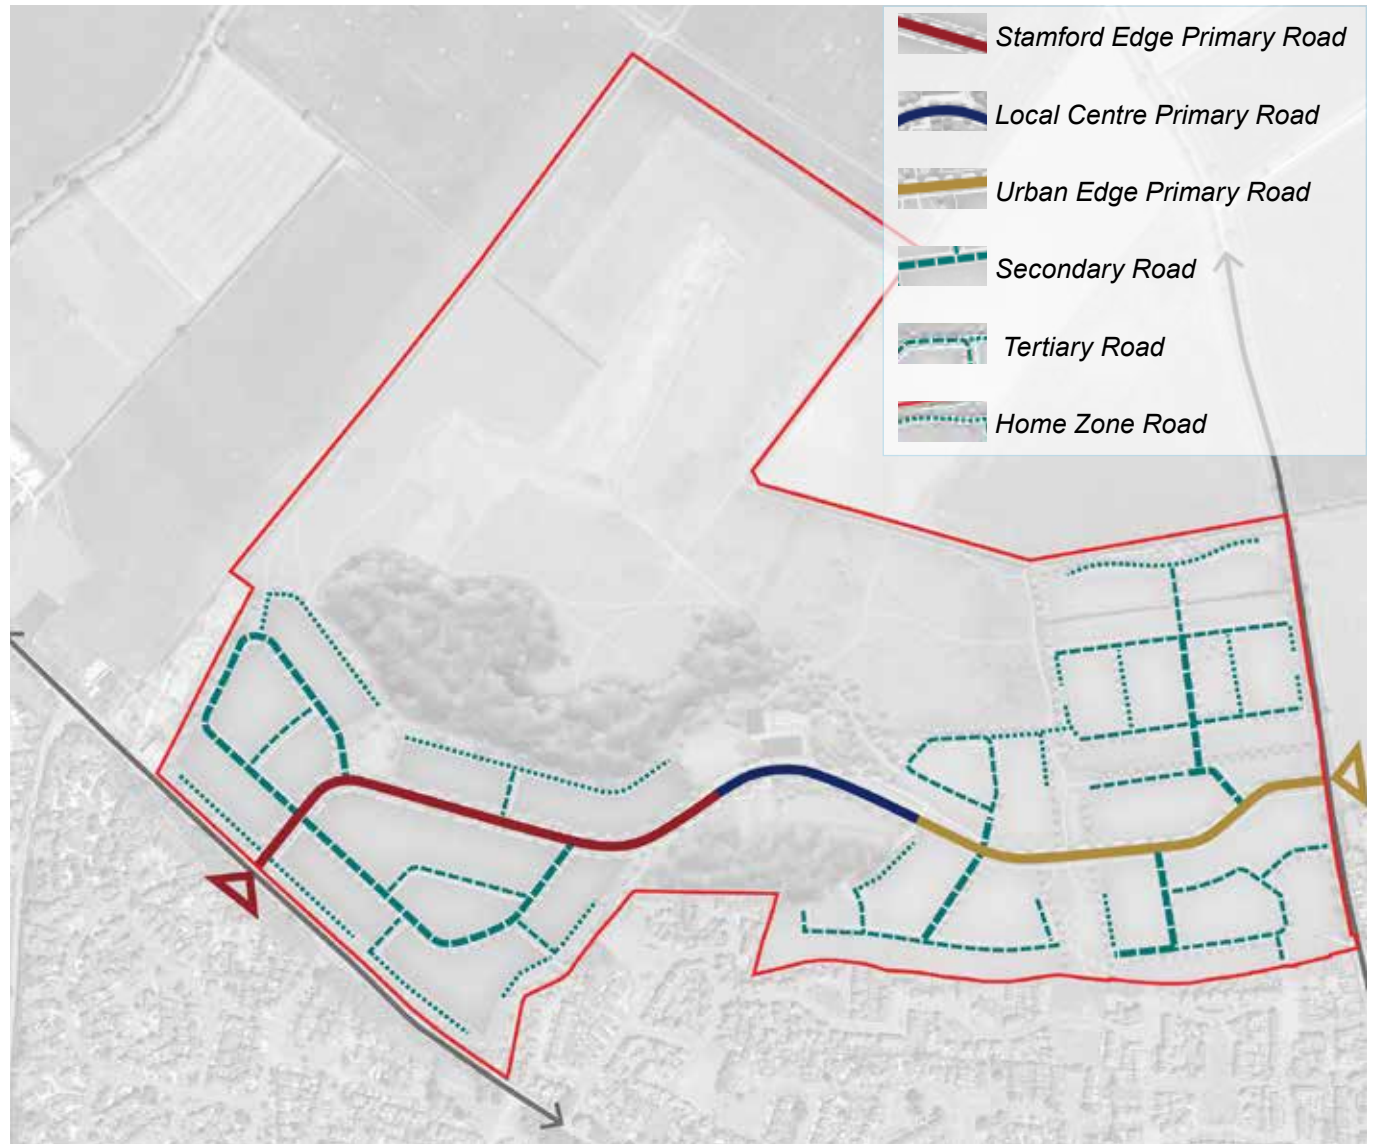 Stamford Edge Primary Road
Local Centre Primary Road
Urban Edge Primary Road
Secondary Road
Tertiary Road
Home Zone Road